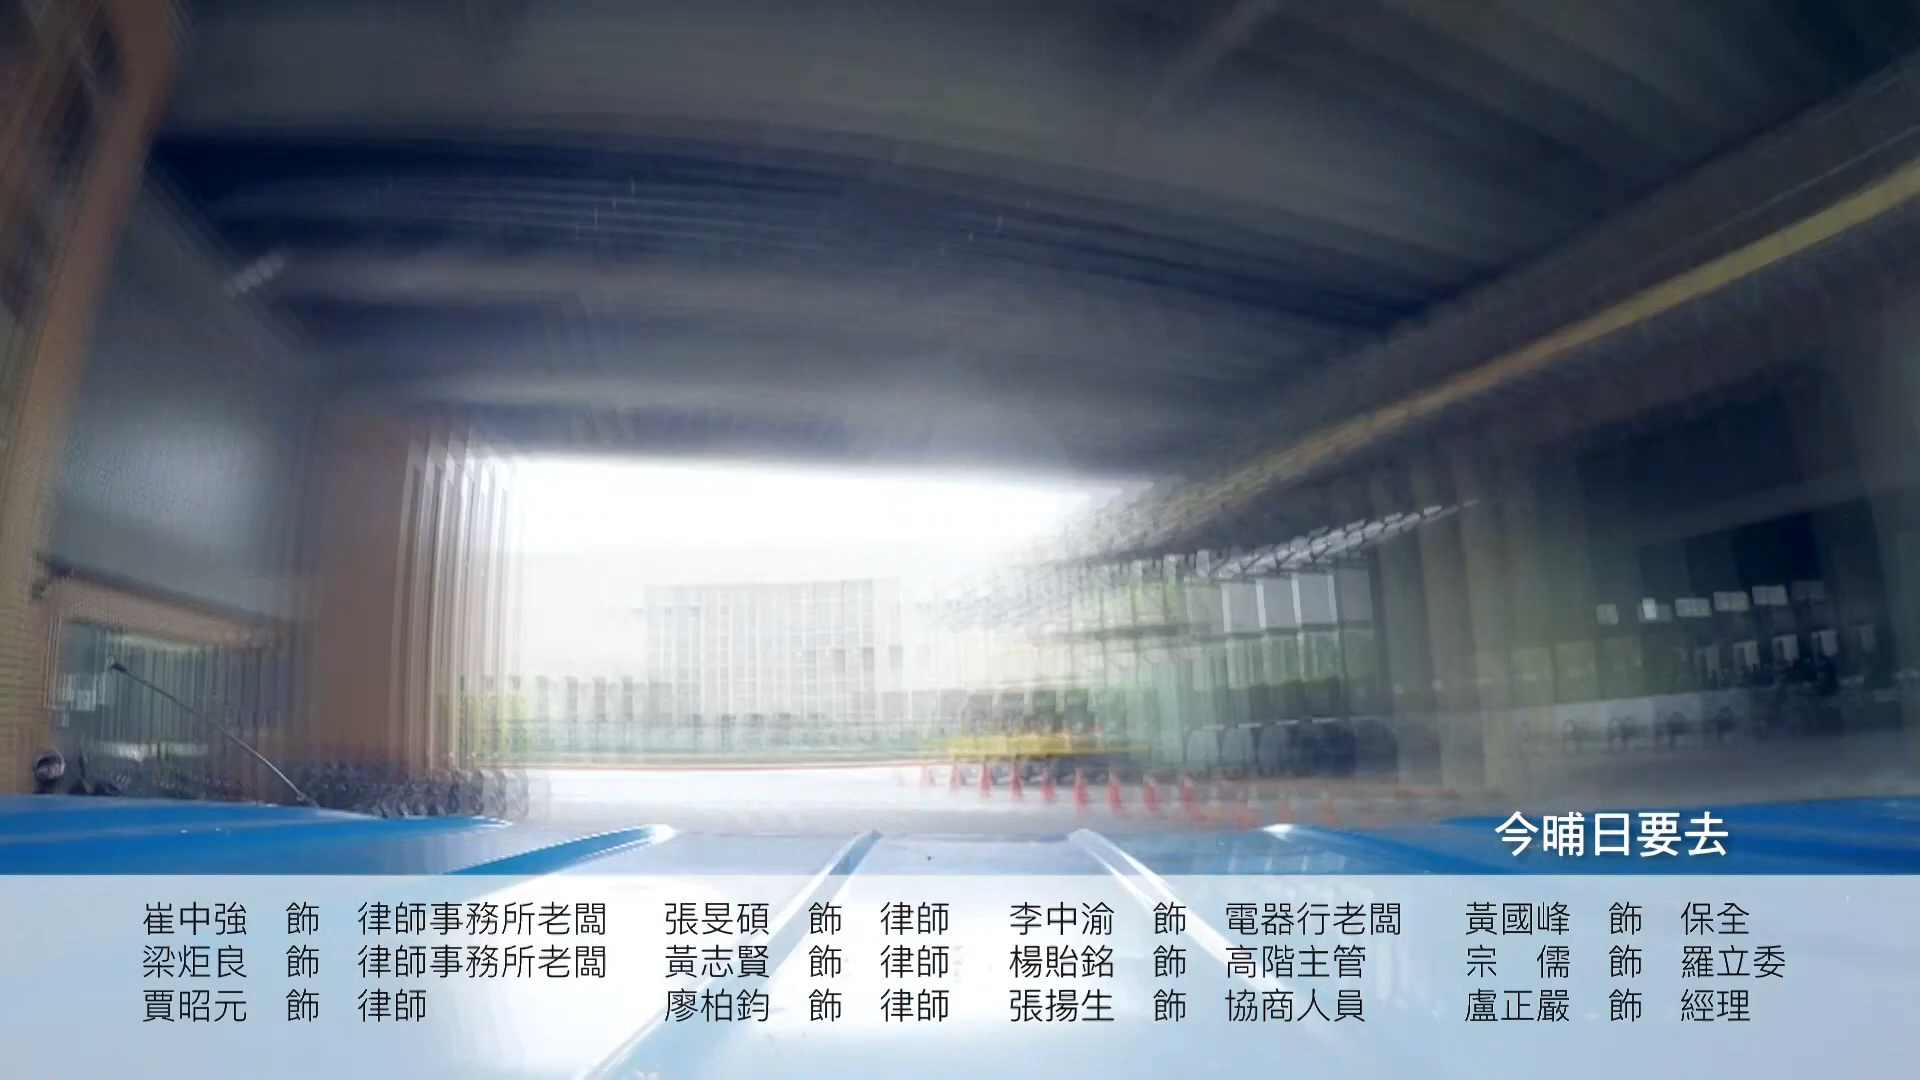 今晡日要去
崔中強 飾 律師事務所老闆 張旻碩 飾 律師 李中渝 飾 電器行老闆 黃國峰 飾 保全
梁炬良 飾 律師事務所老闆 黃志賢 飾 律師 楊貽銘 飾 高階主管 宗 儒 飾 羅立委
賈昭元 飾 律師 廖柏鈞 飾 律師 張揚生 飾 協商人員 盧正嚴 飾 經理